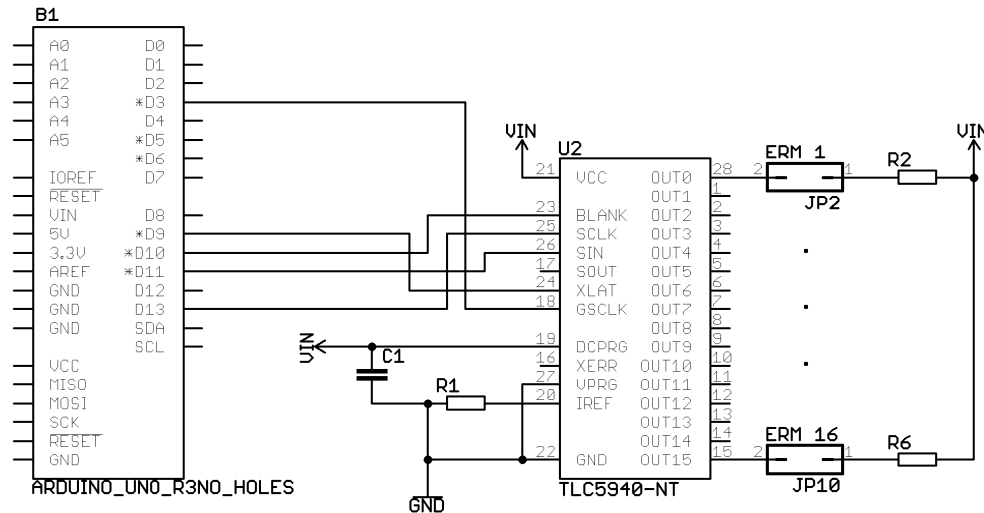 B1
A0 D0
A1 D1
A2 D2
A3 *D3
A4 D4
A5 *D5
*D6
IOREF D7
RESET
VIN D8
5V *D9
3.3V *D10
AREF *D11
GND D12
GND D13
GND SDA
SCL
VCC
MISO
MOSI
SCK
RESET
GND
ARDUINO_UNO_R3NO_HOLES
VIN
U2
21 VCC OUT0 28
OUT1 1
23 BLANK OUT2 2
25 SCLK OUT3 3
26 SIN OUT4 4
17 SOUT OUT5 5
24 XLAT OUT6 6
18 GSCLK OUT7 7
OUT8 8
19 DCPRG OUT9 9
16 XERR OUT10 10
27 VPRG OUT11 11
20 IREF OUT12 12
OUT13 13
OUT14 14
22 GND OUT15 15
TLC5940-NT
VIN
C1
R1
GND
ERM 1
2 1
JP2
R2
VIN
ERM 16
2 1
JP10
R6